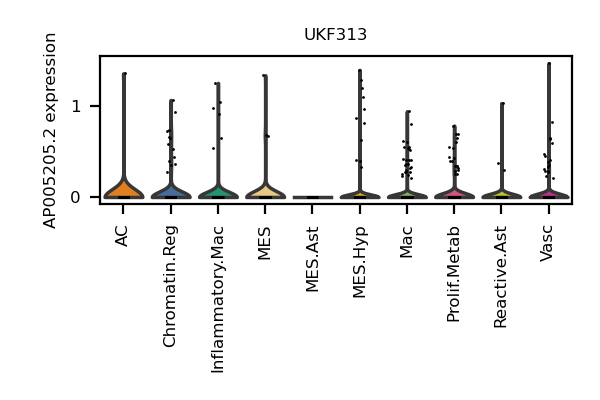 UKF313
AP005205.2 expression
1
0
AC
Chromatin.Reg
Inflammatory.Mac
MES
MES.Ast
MES.Hyp
Mac
Prolif.Metab
Reactive.Ast
Vasc